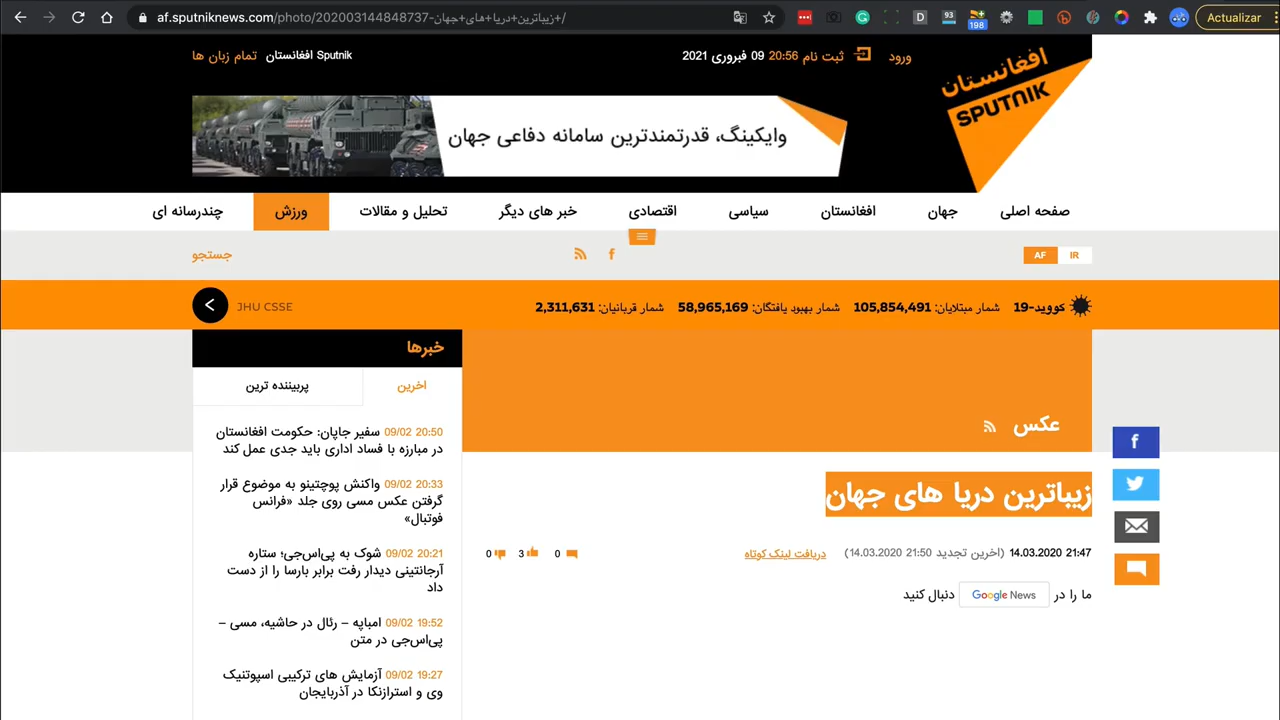 af.sputniknews.com/photo/202003144848737-زیباترین+دریا+های+جهان/
93
198
Actualizar
تمام زبان ها
Sputnik افغانستان
09 فبروری 2021 20:56
ثبت نام
ورود
افغانستان
SPUTNIK
وایکینگ، قدرتمندترین سامانه دفاعی جهان
صفحه اصلی
جهان
افغانستان
سیاسی
اقتصادی
خبر های دیگر
تحلیل و مقالات
ورزش
چندرسانه ای
AF
IR
جستجو
کووید-19
شمار مبتلایان: 105,854,491
شمار بهبود یافتگان: 58,965,169
شمار قربانیان: 2,311,631
JHU CSSE
عکس
زیباترین دریا های جهان
21:47 14.03.2020 (آخرین تجدید 21:50 14.03.2020)
دریافت لینک کوتاه
0
3
0
ما را در Google News دنبال کنید
خبرها
اخرین
پربیننده ترین
09/02 20:50 سفیر جاپان: حکومت افغانستان
در مبارزه با فساد اداری باید جدی عمل کند
09/02 20:33 واکنش پوچتینو به موضوع قرار
گرفتن عکس مسی روی جلد «فرانس
فوتبال»
09/02 20:21 شوک به پی‌اس‌جی؛ ستاره
آرجانتینی دیدار رفت برابر بارسا را از دست
داد
09/02 19:52 امباپه – رئال در حاشیه، مسی –
پی‌اس‌جی در متن
09/02 19:27 آزمایش های ترکیبی اسپوتنیک
وی و استرازنکا در آذربایجان